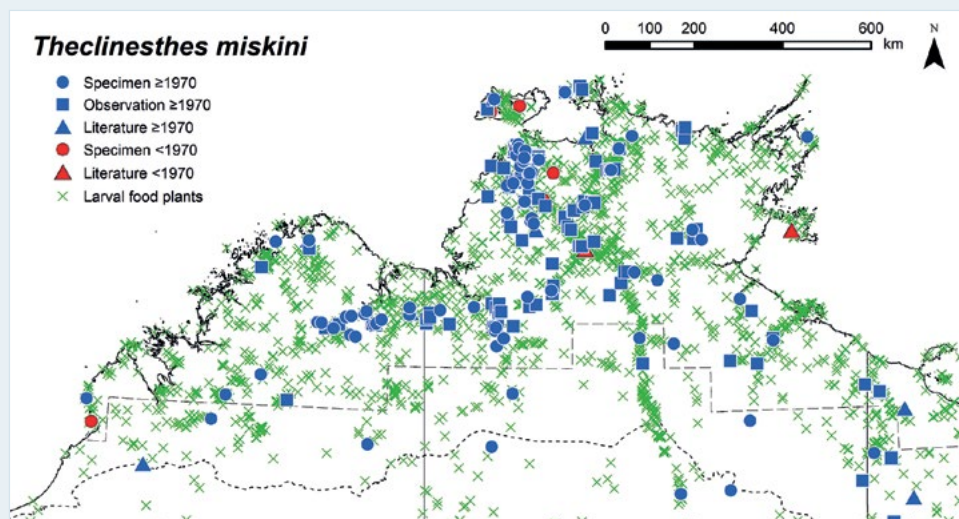 Theclinesthes miskini
Specimen ≥1970
Observation ≥1970
Literature ≥1970
Specimen <1970
Literature <1970
Larval food plants
0 100 200 400 600
km
N